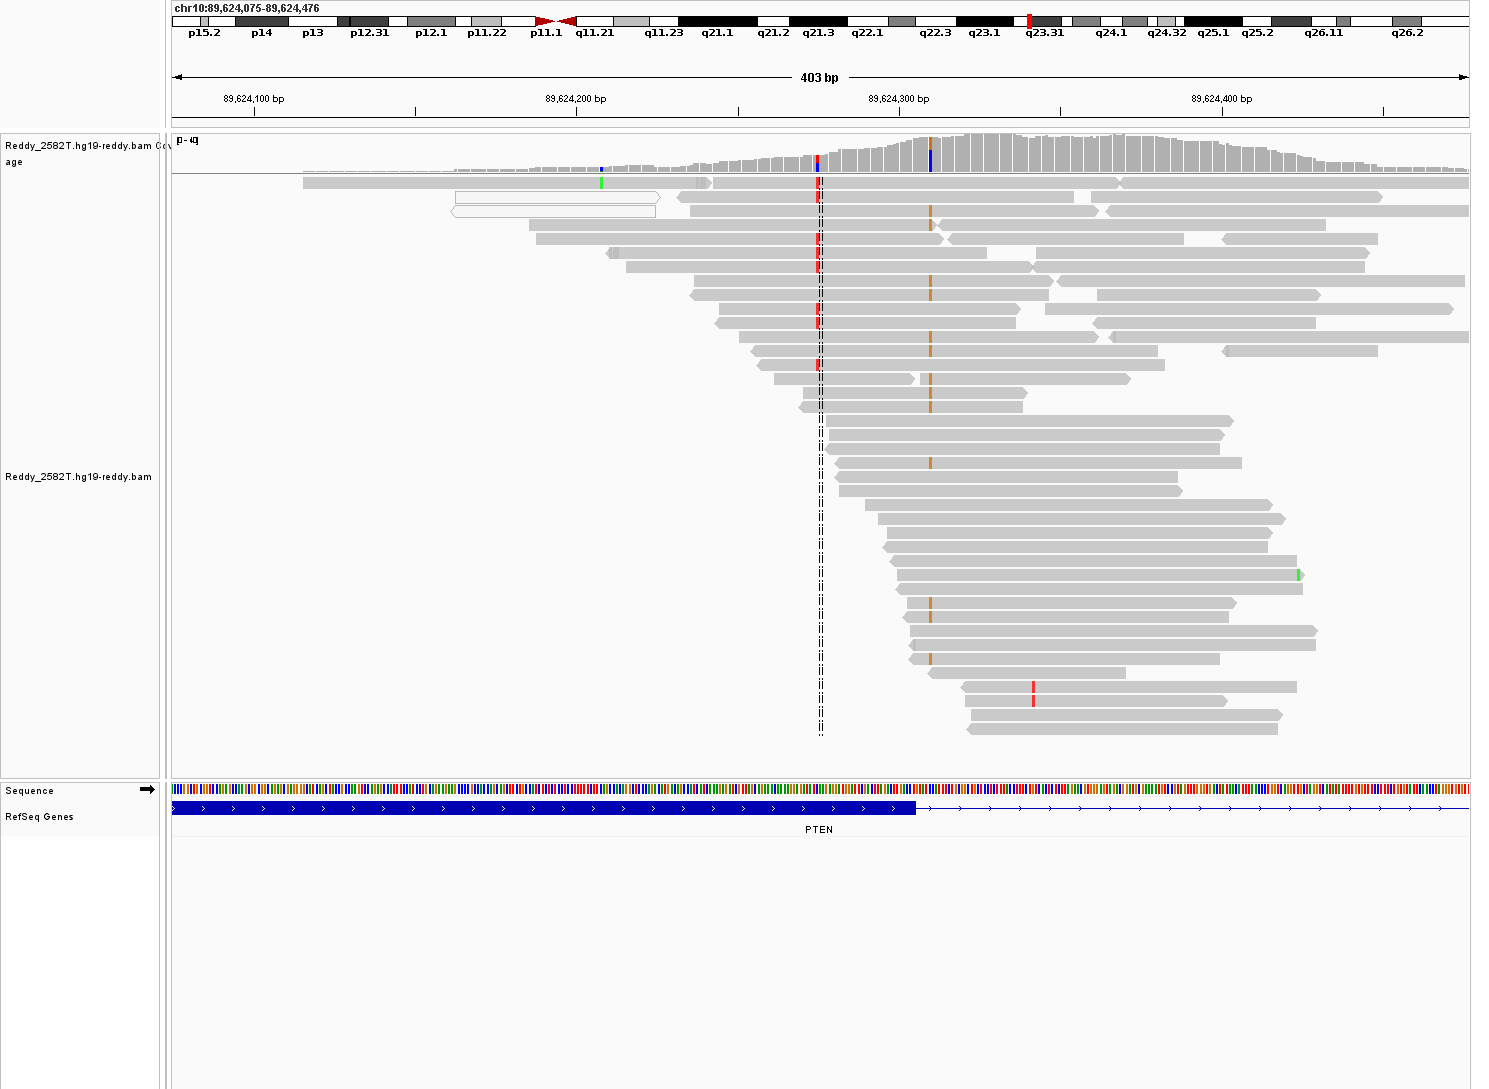 chr10:89,624,075-89,624,476
p15.2 p14 p13 p12.31 p12.1 p11.22 p11.1 q11.21 q11.23 q21.1 q21.2 q21.3 q22.1 q22.3 q23.1 q23.31 q24.1 q24.32 q25.1 q25.2 q26.11 q26.2
403 bp
89,624,100 bp 89,624,200 bp 89,624,300 bp 89,624,400 bp
Reddy_2582T.hg19-reddy.bam Cov
age
Reddy_2582T.hg19-reddy.bam
Sequence
RefSeq Genes
PTEN